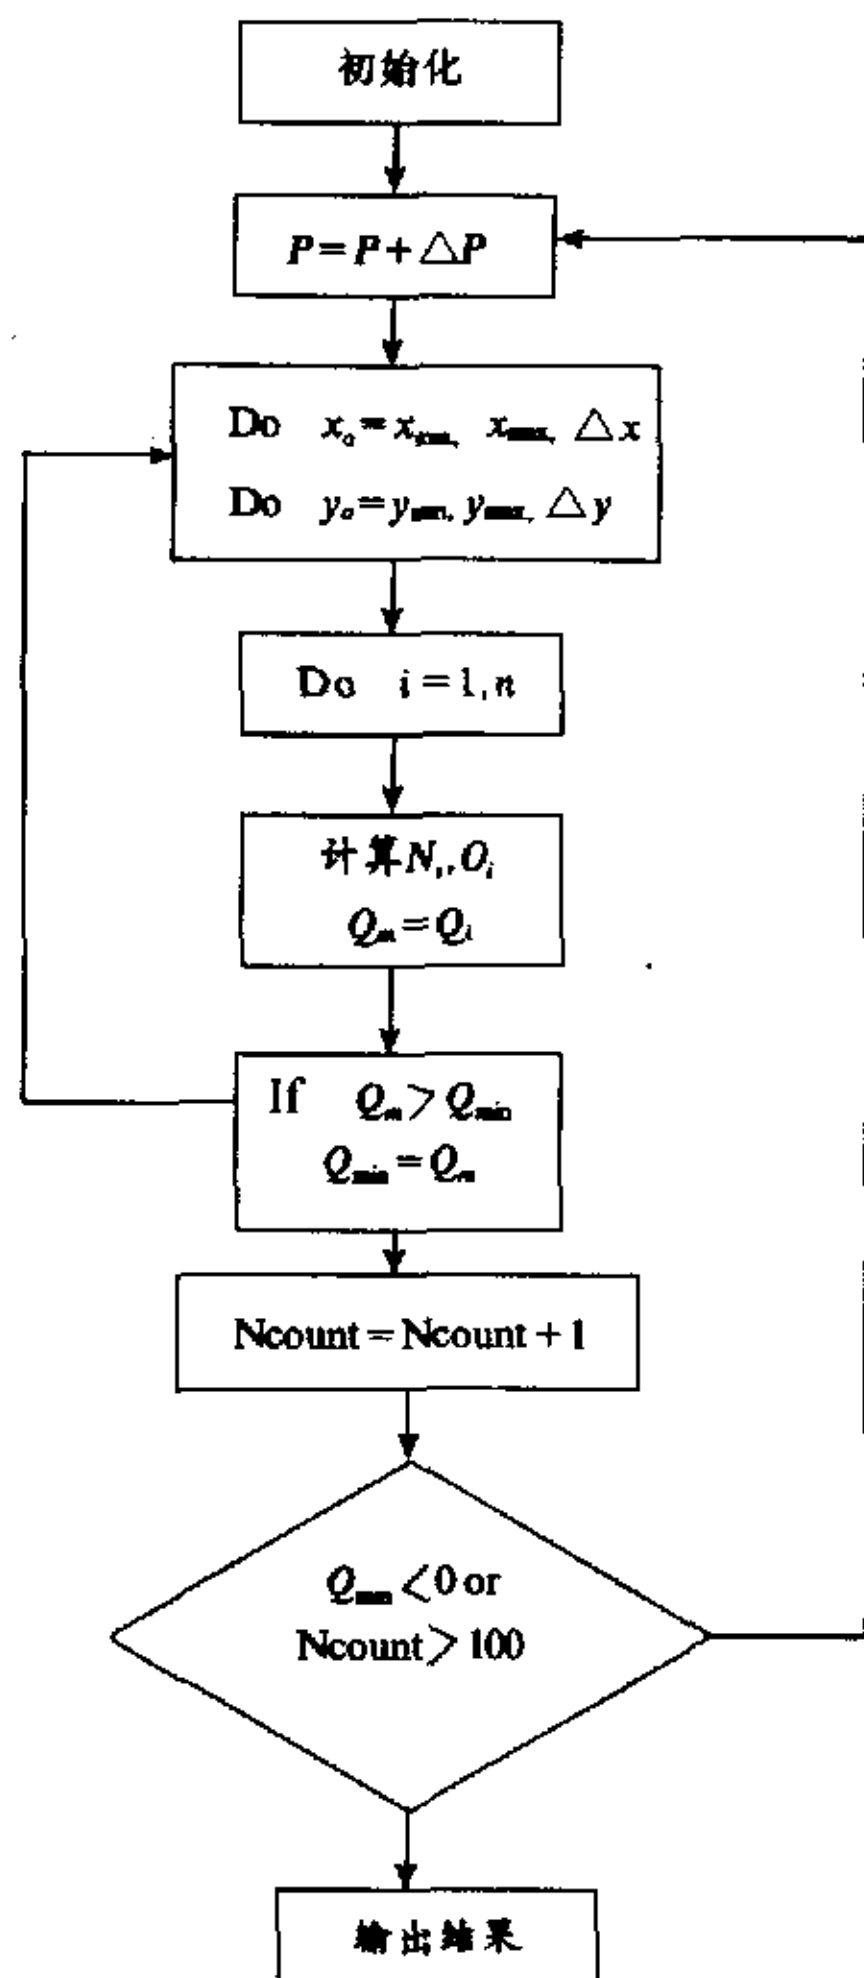 初始化
P=P+△P
Do x_o=x_min, x_max, △x
Do y_o=y_min, y_max, △y
Do i=1,n
计算N_i,O_i
Q_m=Q_i
If Q_m>Q_min
Q_min=Q_m
Ncount=Ncount+1
Q_min<0 or
Ncount>100
输出结果